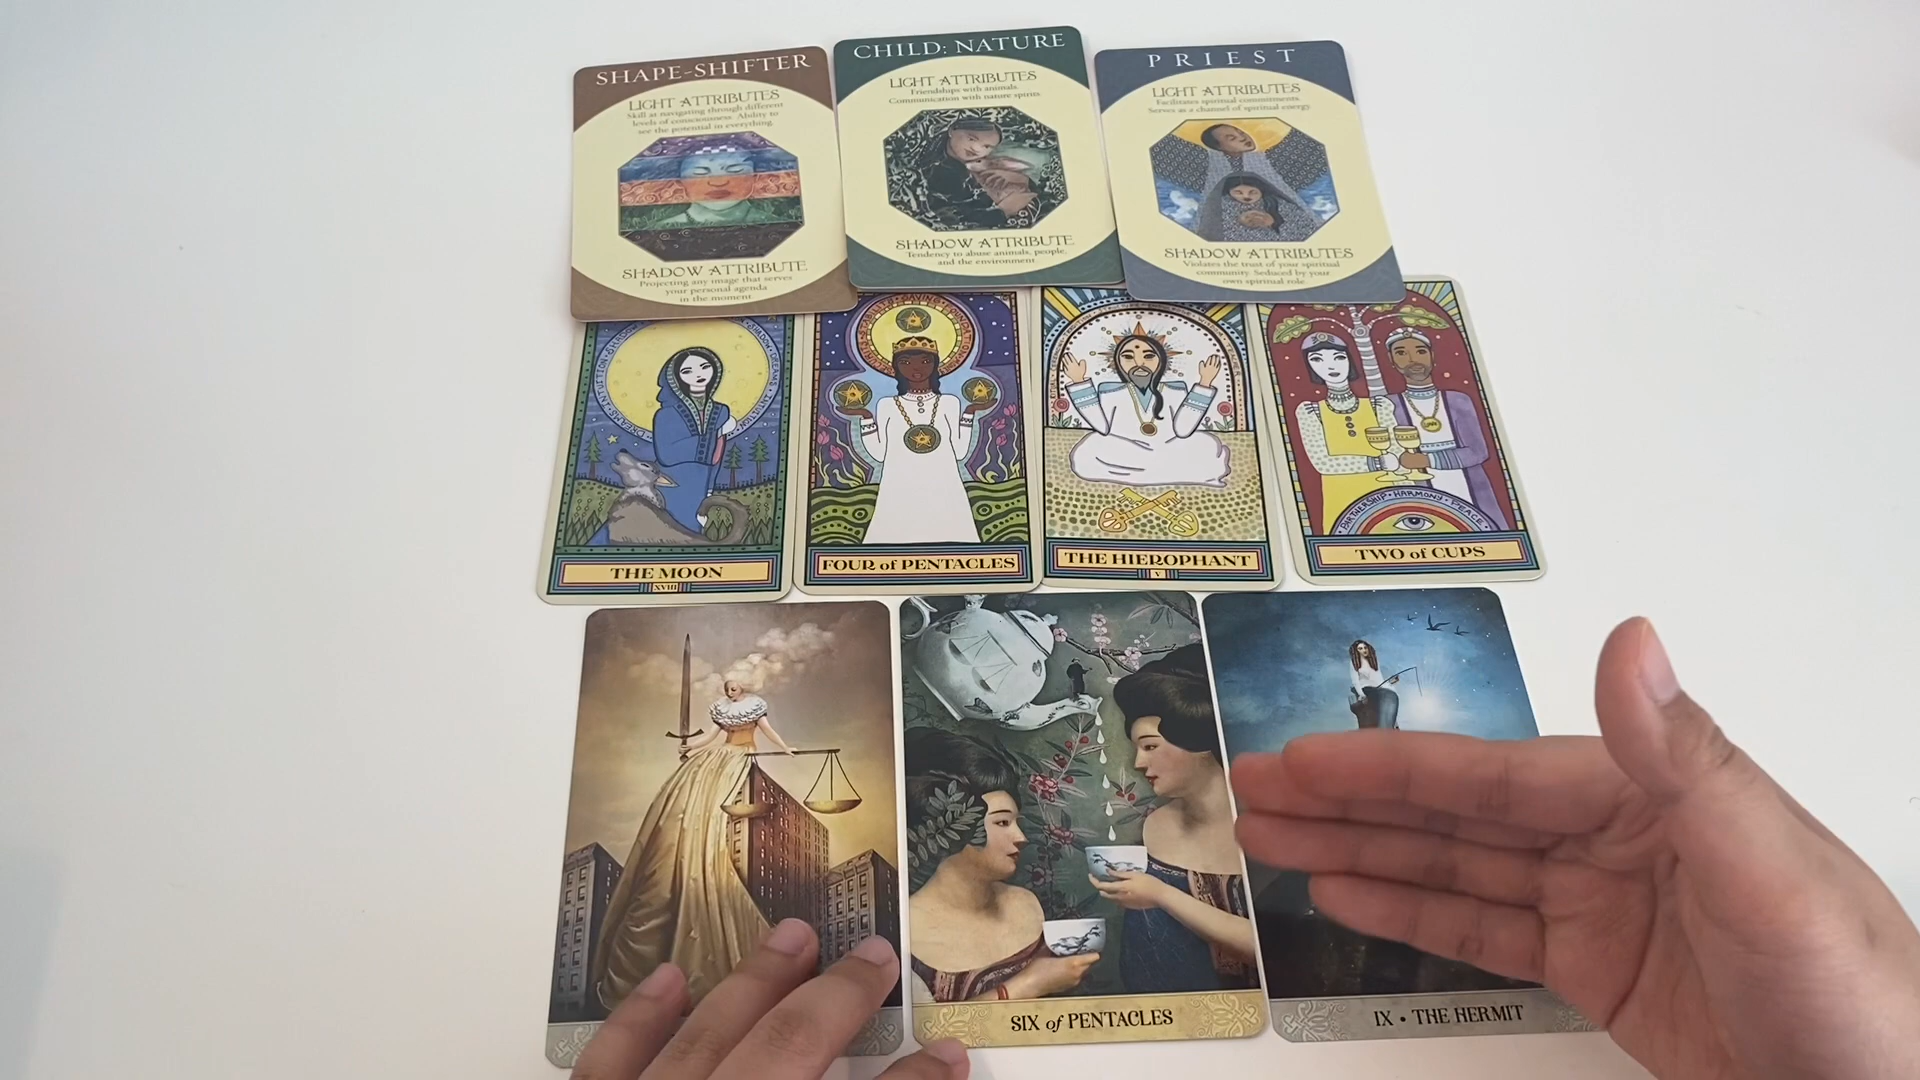 SHAPE-SHIFTER
LIGHT ATTRIBUTES
Skill at navigating through different
levels of consciousness. Ability to
see the potential in everything.
SHADOW ATTRIBUTE
Projecting any image that serves
your personal agenda
in the moment.
CHILD: NATURE
LIGHT ATTRIBUTES
Friendships with animals.
Communication with nature spirits.
SHADOW ATTRIBUTE
Tendency to abuse animals, people,
and the environment.
PRIEST
LIGHT ATTRIBUTES
Facilitates spiritual commitments.
Serves as a channel of spiritual energy.
SHADOW ATTRIBUTES
Violates the trust of your spiritual
community. Seduced by your
own spiritual role.
INTUITION SHADOW DREAMS
THE MOON
XVIII
FOUR of PENTACLES
THE HIEROPHANT
V
PARTNERSHIP • HARMONY • PEACE
TWO of CUPS
SIX of PENTACLES
IX • THE HERMIT